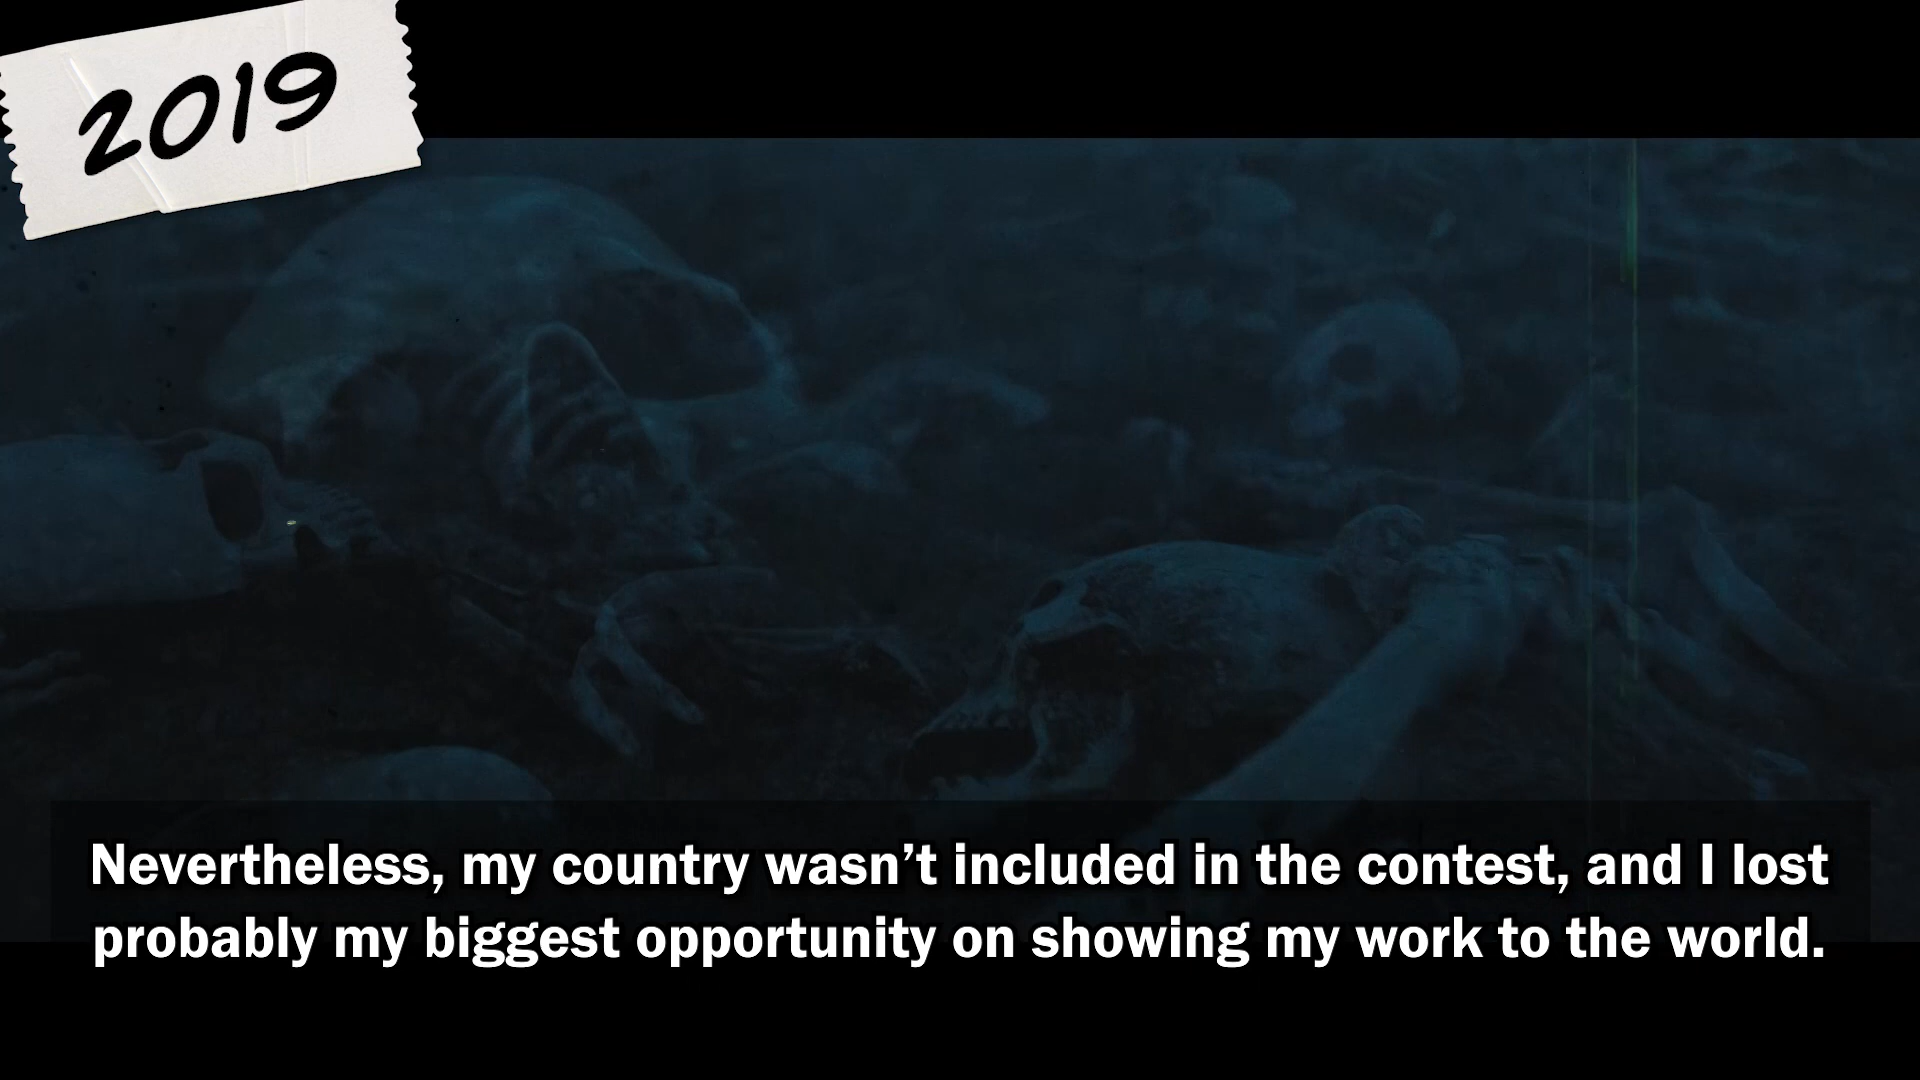 2019
Nevertheless, my country wasn’t included in the contest, and I lost
probably my biggest opportunity on showing my work to the world.